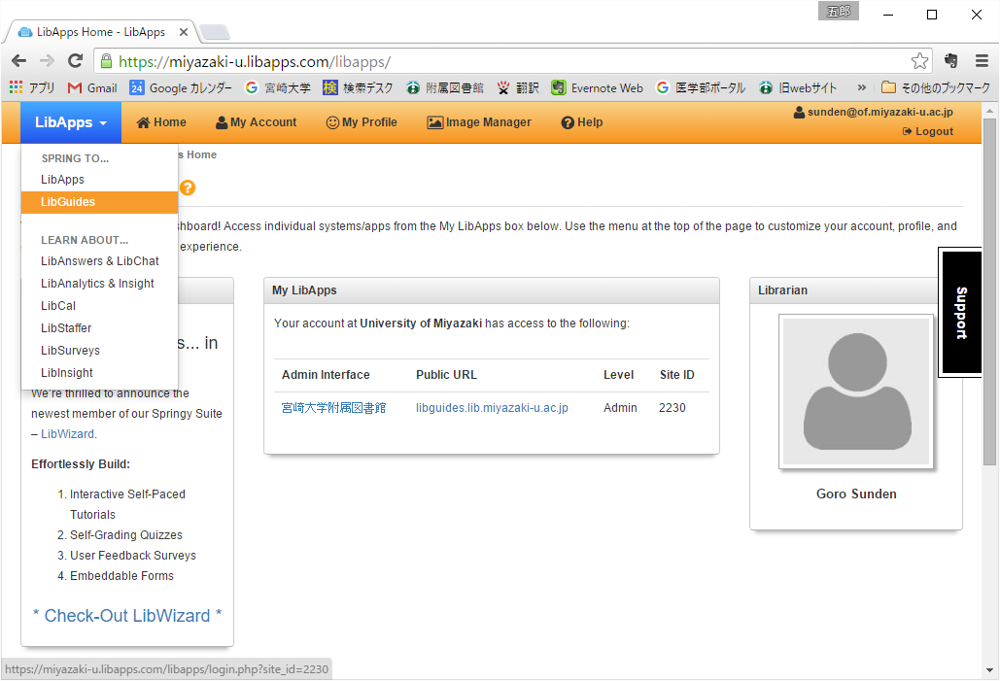 五郎
LibApps Home - LibApps
https://miyazaki-u.libapps.com/libapps/
アプリ Gmail 24 Google カレンダー 宮崎大学 検 検索デスク 附属図書館 翻訳 Evernote Web 医学部ポータル 旧webサイト » その他のブックマーク
LibApps Home My Account My Profile Image Manager Help
sunden@of.miyazaki-u.ac.jp
Logout
SPRING TO...
LibApps
LibGuides
LEARN ABOUT...
LibAnswers & LibChat
LibAnalytics & Insight
LibCal
LibStaffer
LibSurveys
LibInsight
s Home
?
shboard! Access individual systems/apps from the My LibApps box below. Use the menu at the top of the page to customize your account, profile, and
experience.
s... in
We're thrilled to announce the
newest member of our Springy Suite
– LibWizard.
Effortlessly Build:
1. Interactive Self-Paced
Tutorials
2. Self-Grading Quizzes
3. User Feedback Surveys
4. Embeddable Forms
* Check-Out LibWizard *
My LibApps
Your account at University of Miyazaki has access to the following:
Admin Interface Public URL Level Site ID
宮崎大学附属図書館 libguides.lib.miyazaki-u.ac.jp Admin 2230
Librarian
Goro Sunden
Support
https://miyazaki-u.libapps.com/libapps/login.php?site_id=2230